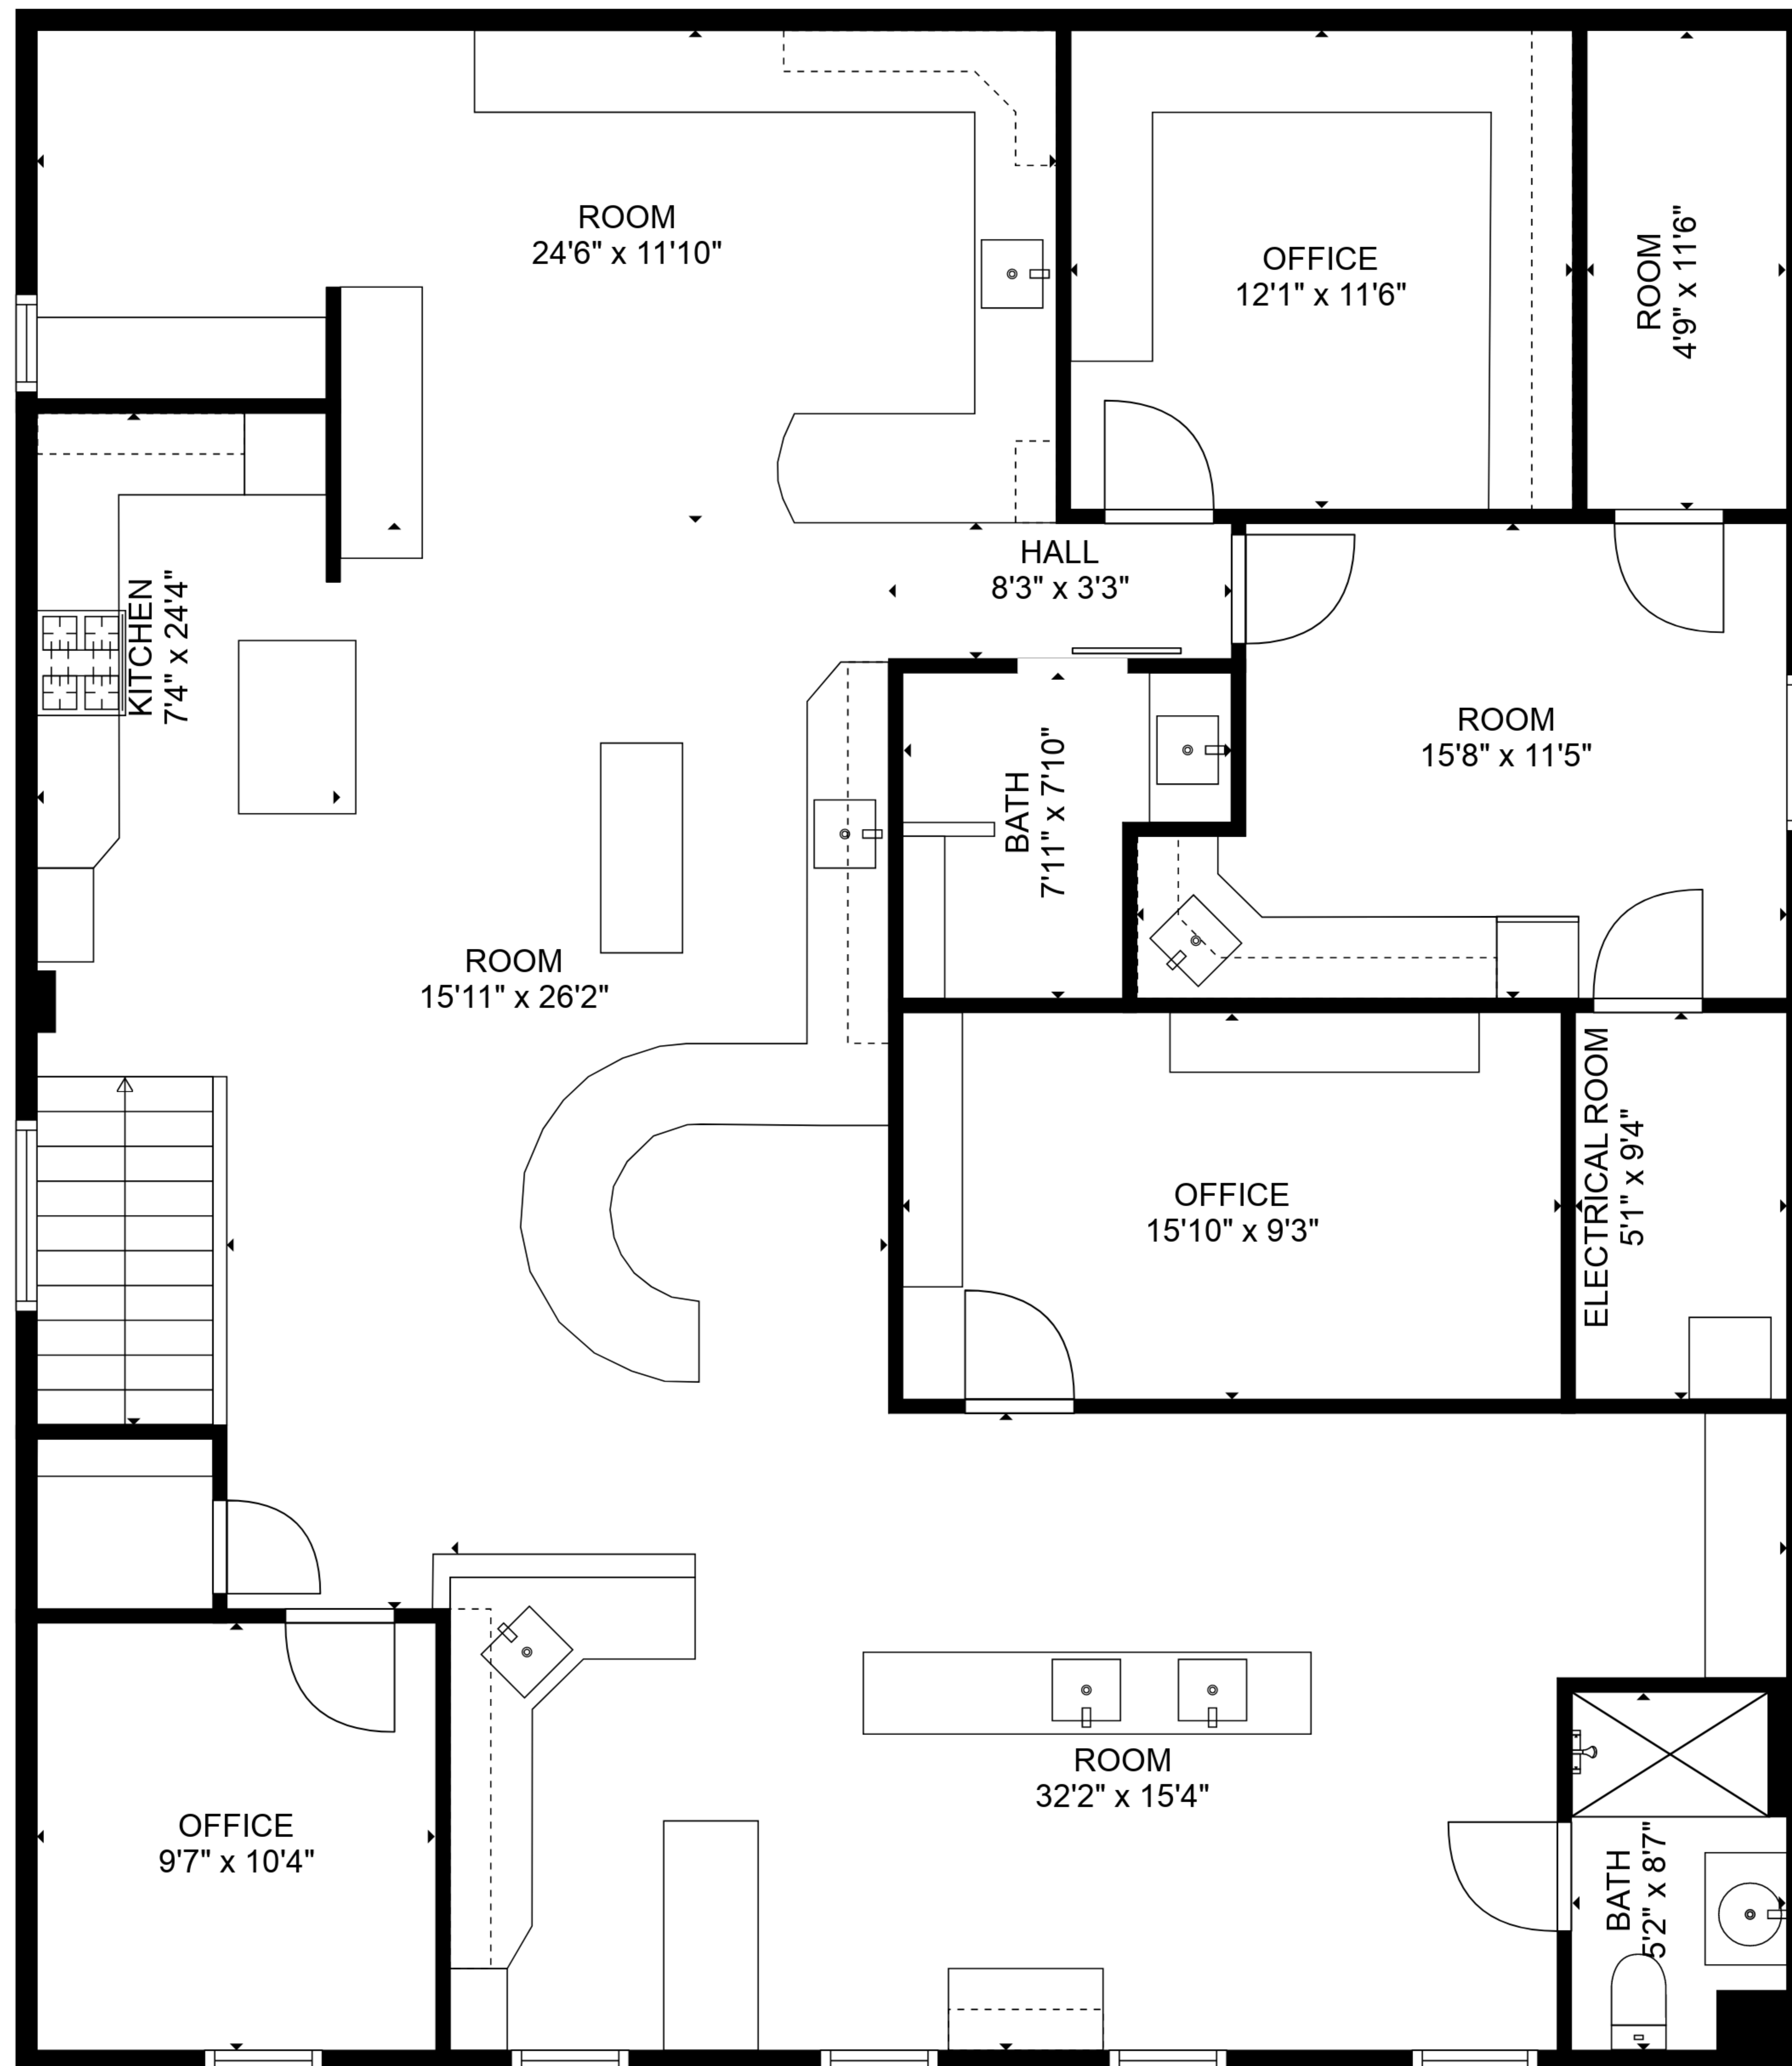 ROOM
24'6" x 11'10"
OFFICE
12'1" x 11'6"
ROOM
4'9" x 11'6"
HALL
8'3" x 3'3"
KITCHEN
7'4" x 24'4"
ROOM
15'8" x 11'5"
BATH
7'11" x 7'10"
ROOM
15'11" x 26'2"
OFFICE
15'10" x 9'3"
ELECTRICAL ROOM
5'1" x 9'4"
ROOM
32'2" x 15'4"
OFFICE
9'7" x 10'4"
BATH
5'2" x 8'7"